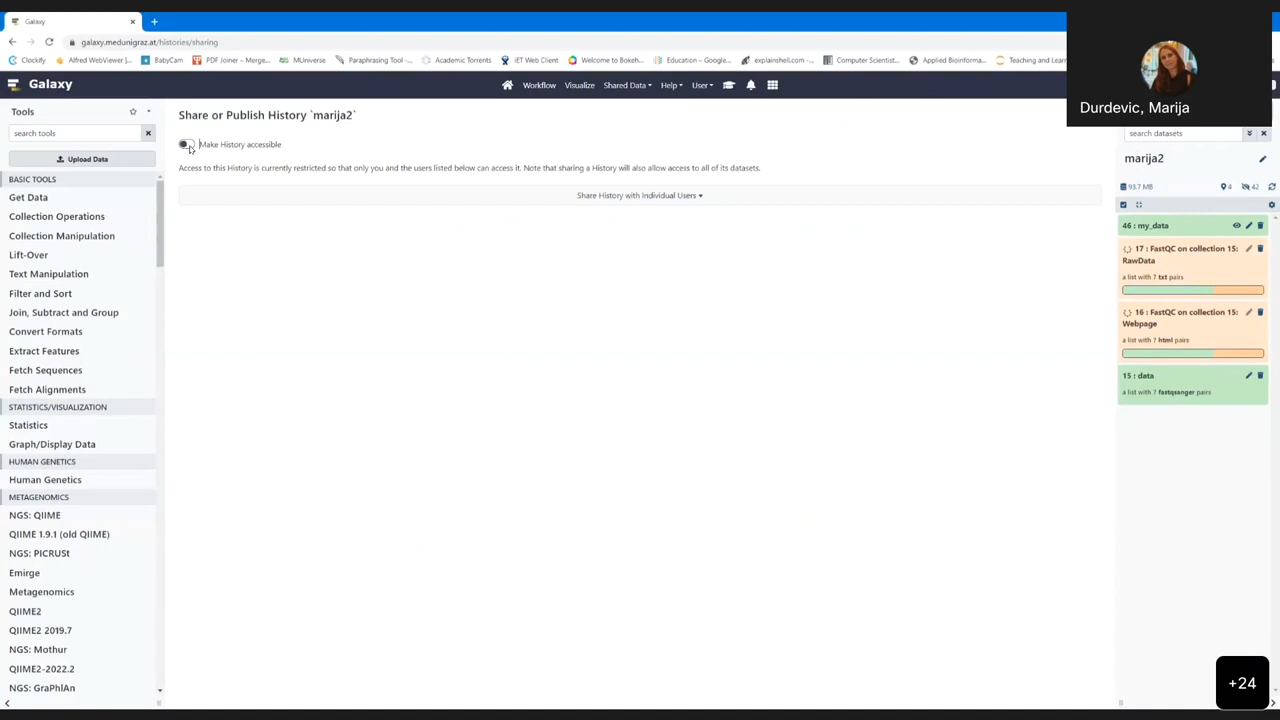 Galaxy
galaxy.medunigraz.at/histories/sharing
Clockify
Alfred WebViewer |...
BabyCam
PDF Joiner – Merge...
MUniverse
Paraphrasing Tool -...
Academic Torrents
iET Web Client
Welcome to Bokeh...
Education – Google...
explainshell.com -...
Computer Scientist...
Applied Bioinforma...
Teaching and Learn
Durdevic, Marija
Galaxy
Workflow
Visualize
Shared Data
Help
User
Tools
search tools
Upload Data
BASIC TOOLS
Get Data
Collection Operations
Collection Manipulation
Lift-Over
Text Manipulation
Filter and Sort
Join, Subtract and Group
Convert Formats
Extract Features
Fetch Sequences
Fetch Alignments
STATISTICS/VISUALIZATION
Statistics
Graph/Display Data
HUMAN GENETICS
Human Genetics
METAGENOMICS
NGS: QIIME
QIIME 1.9.1 (old QIIME)
NGS: PICRUSt
Emirge
Metagenomics
QIIME2
QIIME2 2019.7
NGS: Mothur
QIIME2-2022.2
NGS: GraPhlAn
Share or Publish History `marija2`
Make History accessible
Access to this History is currently restricted so that only you and the users listed below can access it. Note that sharing a History will also allow access to all of its datasets.
Share History with Individual Users
search datasets
marija2
93.7 MB
4
42
46 : my_data
17 : FastQC on collection 15:
RawData
a list with 7 txt pairs
16 : FastQC on collection 15:
Webpage
a list with 7 html pairs
15 : data
a list with 7 fastqsanger pairs
+24